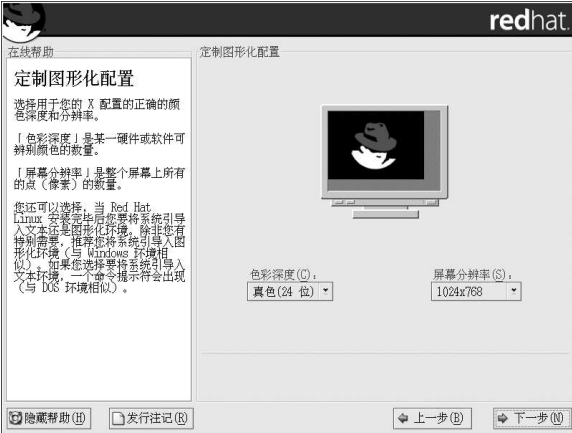 redhat.
在线帮助
定制图形化配置
选择用于您的 X 配置的正确的颜
色深度和分辨率。
「色彩深度」是某一硬件或软件可
辨别颜色的数量。
「屏幕分辨率」是整个屏幕上所有
的点（像素）的数量。
您还可以选择，当 Red Hat
Linux 安装完毕后您要将系统引导
入文本还是图形化环境。除非您有
特别需要，推荐您将系统引导入图
形化环境（与 Windows 环境相
似）。如果您选择要将系统引导入
文本环境，一个命令提示符会出现
（与 DOS 环境相似）。
定制图形化配置
色彩深度(C)：
真色(24 位)
屏幕分辨率(S)：
1024x768
隐藏帮助(H)
发行注记(R)
上一步(B)
下一步(N)